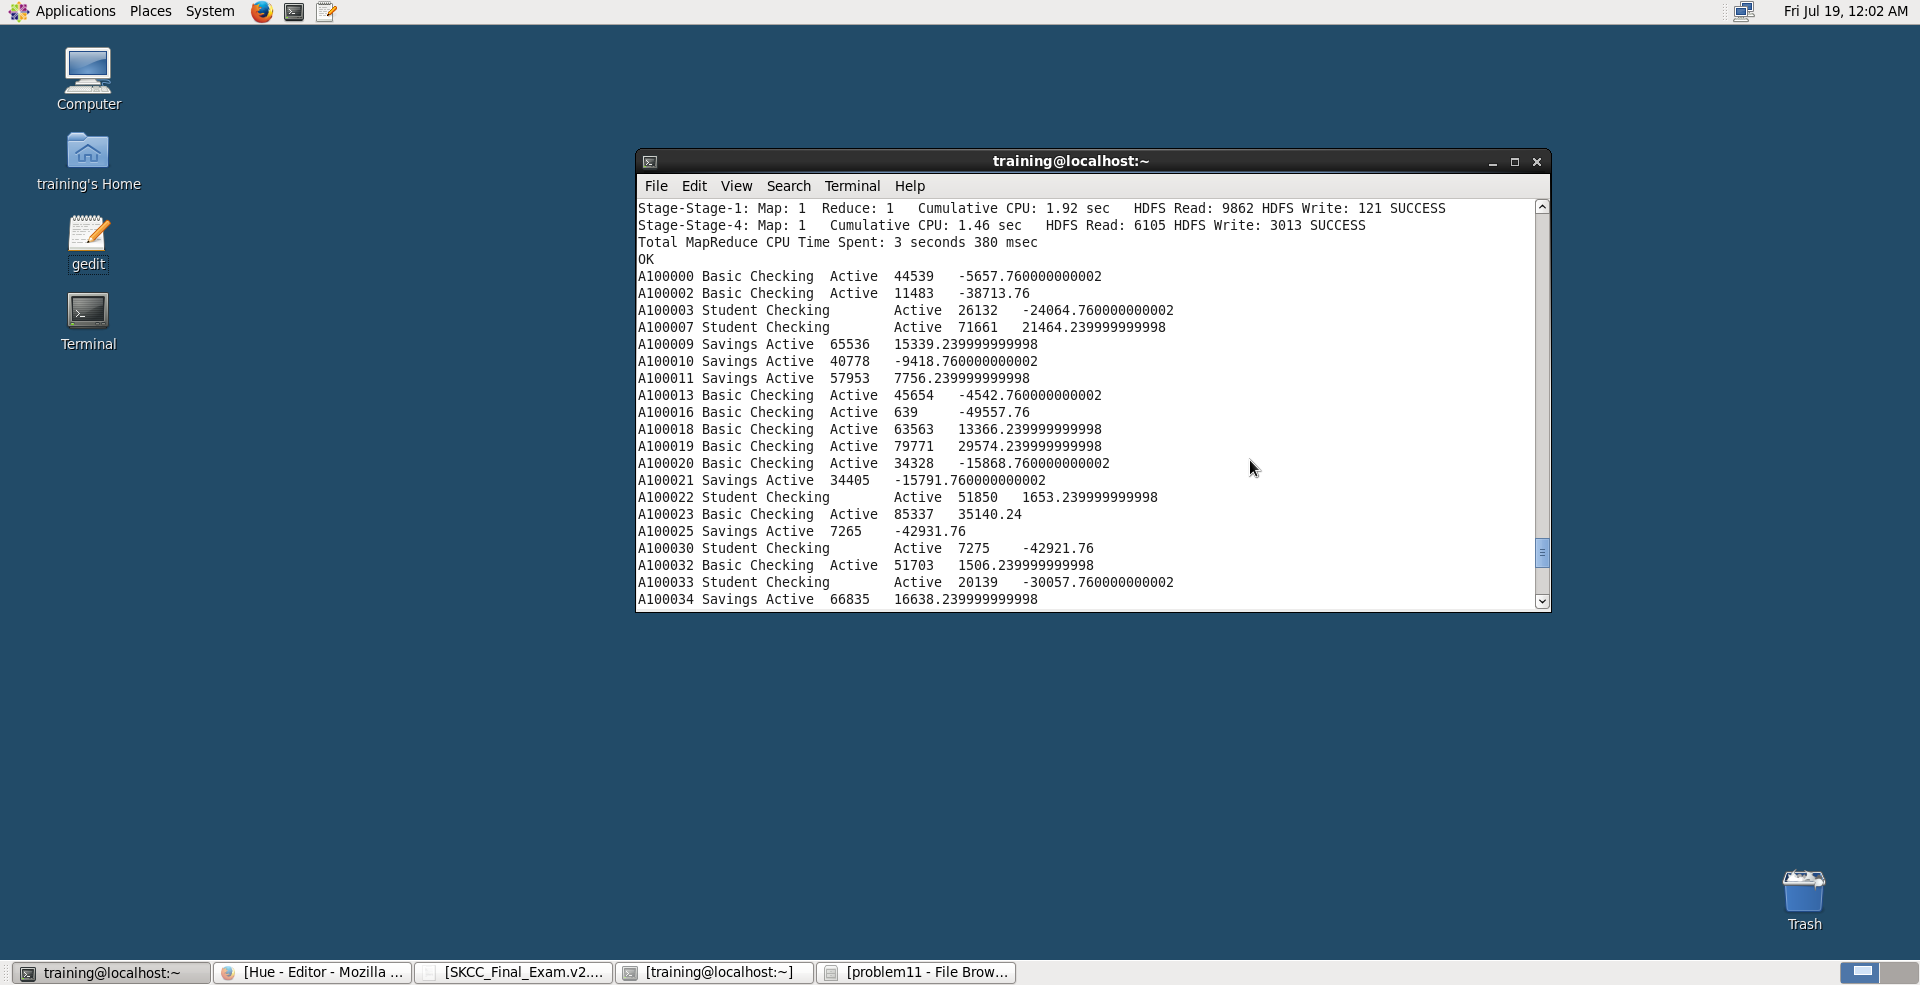 Applications Places System Fri Jul 19, 12:02 AM
Computer
training's Home
gedit
Terminal
training@localhost:~
File Edit View Search Terminal Help
Stage-Stage-1: Map: 1  Reduce: 1   Cumulative CPU: 1.92 sec   HDFS Read: 9862 HDFS Write: 121 SUCCESS
Stage-Stage-4: Map: 1   Cumulative CPU: 1.46 sec   HDFS Read: 6105 HDFS Write: 3013 SUCCESS
Total MapReduce CPU Time Spent: 3 seconds 380 msec
OK
A100000 Basic Checking  Active  44539   -5657.760000000002
A100002 Basic Checking  Active  11483   -38713.76
A100003 Student Checking        Active  26132   -24064.760000000002
A100007 Student Checking        Active  71661   21464.239999999998
A100009 Savings Active  65536   15339.239999999998
A100010 Savings Active  40778   -9418.760000000002
A100011 Savings Active  57953   7756.239999999998
A100013 Basic Checking  Active  45654   -4542.760000000002
A100016 Basic Checking  Active  639     -49557.76
A100018 Basic Checking  Active  63563   13366.239999999998
A100019 Basic Checking  Active  79771   29574.239999999998
A100020 Basic Checking  Active  34328   -15868.760000000002
A100021 Savings Active  34405   -15791.760000000002
A100022 Student Checking        Active  51850   1653.239999999998
A100023 Basic Checking  Active  85337   35140.24
A100025 Savings Active  7265    -42931.76
A100030 Student Checking        Active  7275    -42921.76
A100032 Basic Checking  Active  51703   1506.239999999998
A100033 Student Checking        Active  20139   -30057.760000000002
A100034 Savings Active  66835   16638.239999999998
Trash
training@localhost:~ [Hue - Editor - Mozilla ... [SKCC_Final_Exam.v2.... [training@localhost:~] [problem11 - File Brow...